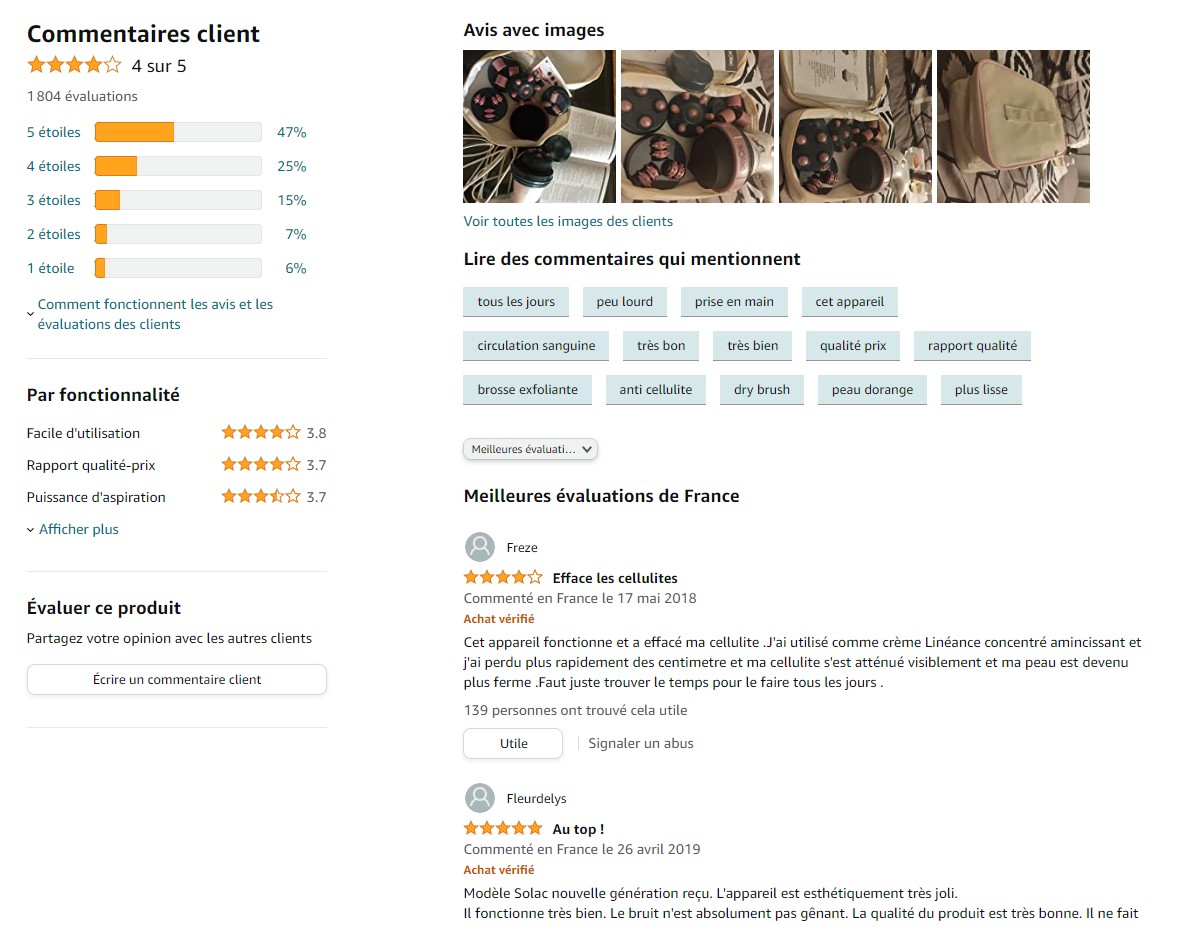 Commentaires client
4 sur 5
1 804 évaluations
5 étoiles 47%
4 étoiles 25%
3 étoiles 15%
2 étoiles 7%
1 étoile 6%
Comment fonctionnent les avis et les
évaluations des clients
Par fonctionnalité
Facile d'utilisation 3.8
Rapport qualité-prix 3.7
Puissance d'aspiration 3.7
Afficher plus
Évaluer ce produit
Partagez votre opinion avec les autres clients
Écrire un commentaire client
Avis avec images
Voir toutes les images des clients
Lire des commentaires qui mentionnent
tous les jours peu lourd prise en main cet appareil
circulation sanguine très bon très bien qualité prix rapport qualité
brosse exfoliante anti cellulite dry brush peau dorange plus lisse
Meilleures évaluati...
Meilleures évaluations de France
Freze
Efface les cellulites
Commenté en France le 17 mai 2018
Achat vérifié
Cet appareil fonctionne et a effacé ma cellulite .J'ai utilisé comme crème Linéance concentré amincissant et
j'ai perdu plus rapidement des centimetre et ma cellulite s'est atténué visiblement et ma peau est devenu
plus ferme .Faut juste trouver le temps pour le faire tous les jours .
139 personnes ont trouvé cela utile
Utile Signaler un abus
Fleurdelys
Au top !
Commenté en France le 26 avril 2019
Achat vérifié
Modèle Solac nouvelle génération reçu. L'appareil est esthétiquement très joli.
Il fonctionne très bien. Le bruit n'est absolument pas gênant. La qualité du produit est très bonne. Il ne fait